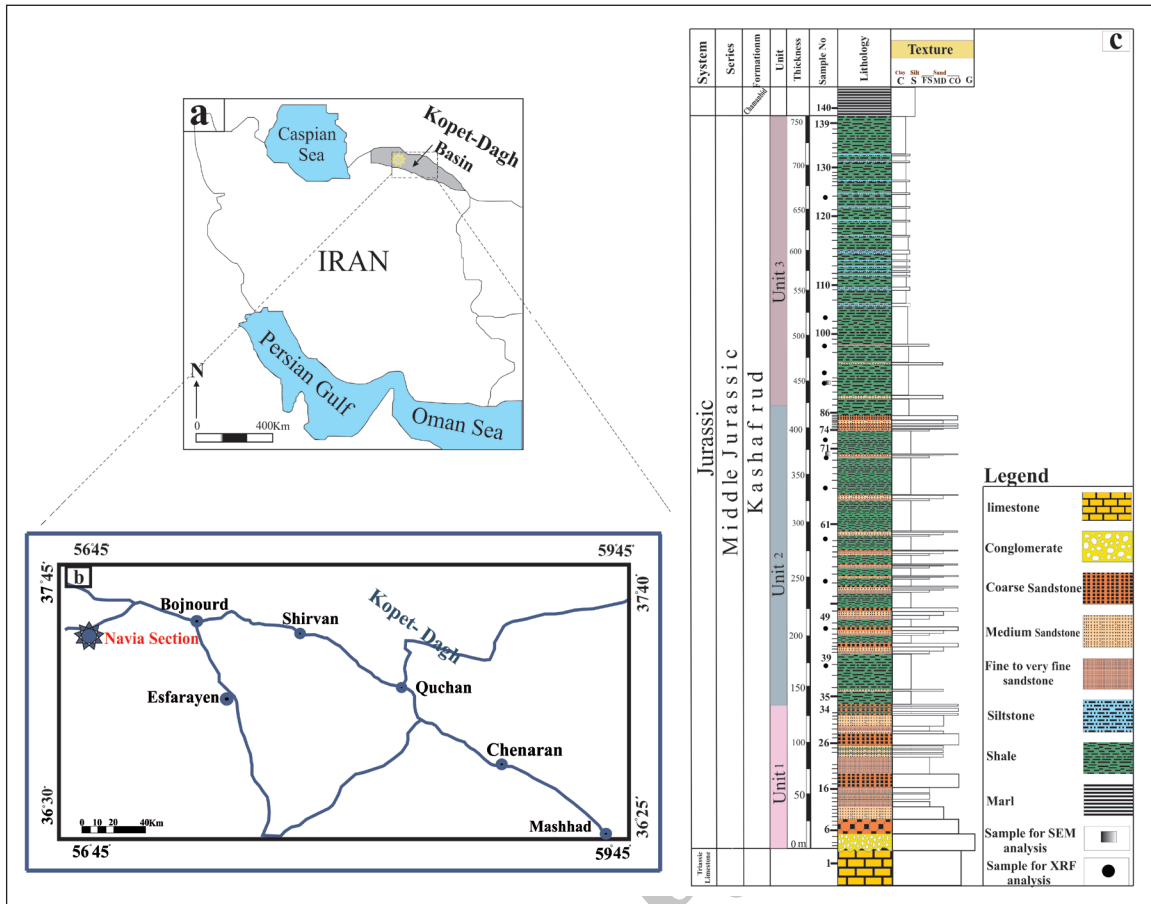 a
Caspian
Sea
Kopet-Dagh
Basin
IRAN
Persian Gulf
Oman Sea
N
0 400Km
56°45 59°45
37°45 37°40
b
Bojnourd
Shirvan
Kopet- Dagh
Navia Section
Quchan
Esfarayen
Chenaran
Mashhad
0 10 20 40Km
36°30 36°25
56°45 5945
c
System
Series
Formationm
Unit
Thickness
Sample No
Lithology
Texture
Clay Silt Sand
C S FS MD CO G
Chamanbid
Jurassic
Middle Jurassic
Kashafrud
Unit 3
Unit 2
Unit 1
Triassic
Limestone
750
700
650
600
550
500
450
400
350
300
250
200
150
100
50
0 m
140
139
130
120
110
100
86
74
71
61
49
39
35
34
26
16
6
1
Legend
limestone
Conglomerate
Coarse Sandstone
Medium Sandstone
Fine to very fine
sandstone
Siltstone
Shale
Marl
Sample for SEM
analysis
Sample for XRF
analysis